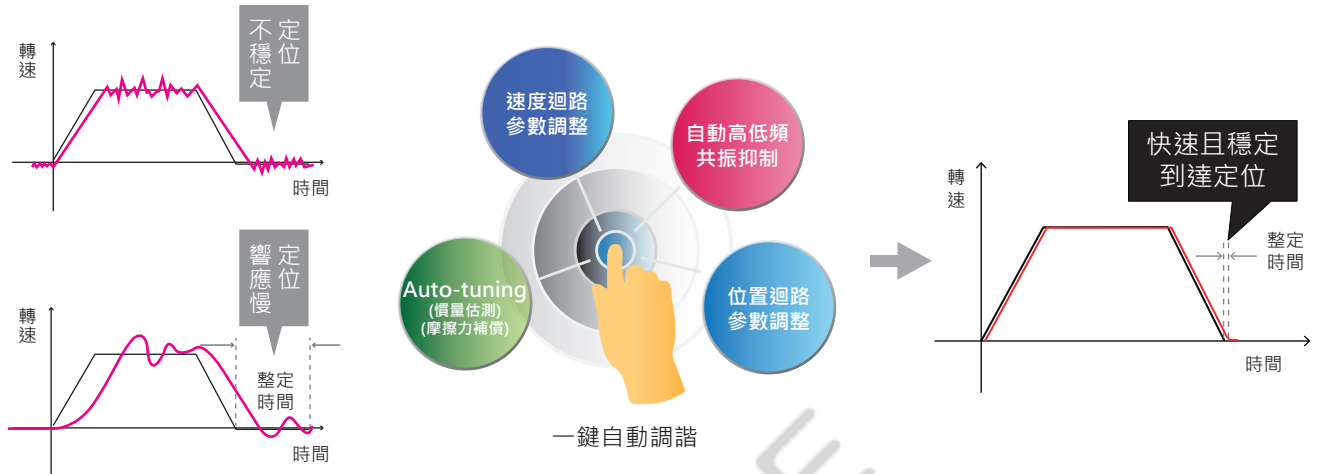 轉速
定位不穩定
時間
轉速
定位響應慢
整定
時間
時間
速度迴路
參數調整
自動高低頻
共振抑制
Auto-tuning
(慣量估測)
(摩擦力補償)
位置迴路
參數調整
一鍵自動調諧
快速且穩定
到達定位
轉速
整定
時間
時間